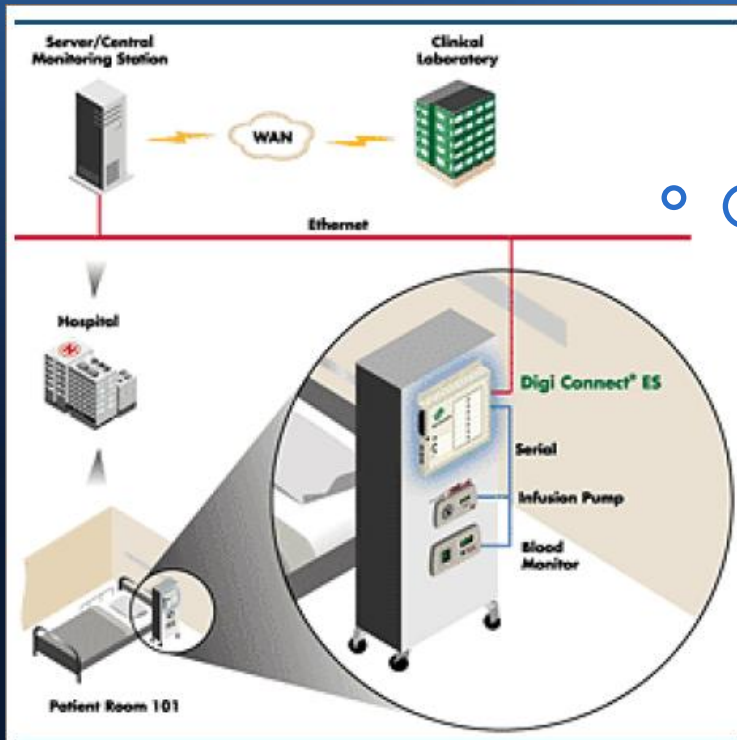 Server/Central
Monitoring Station
Clinical
Laboratory
WAN
Ethernet
Hospital
Digi Connect® ES
Serial
Infusion Pump
Blood
Monitor
Patient Room 101